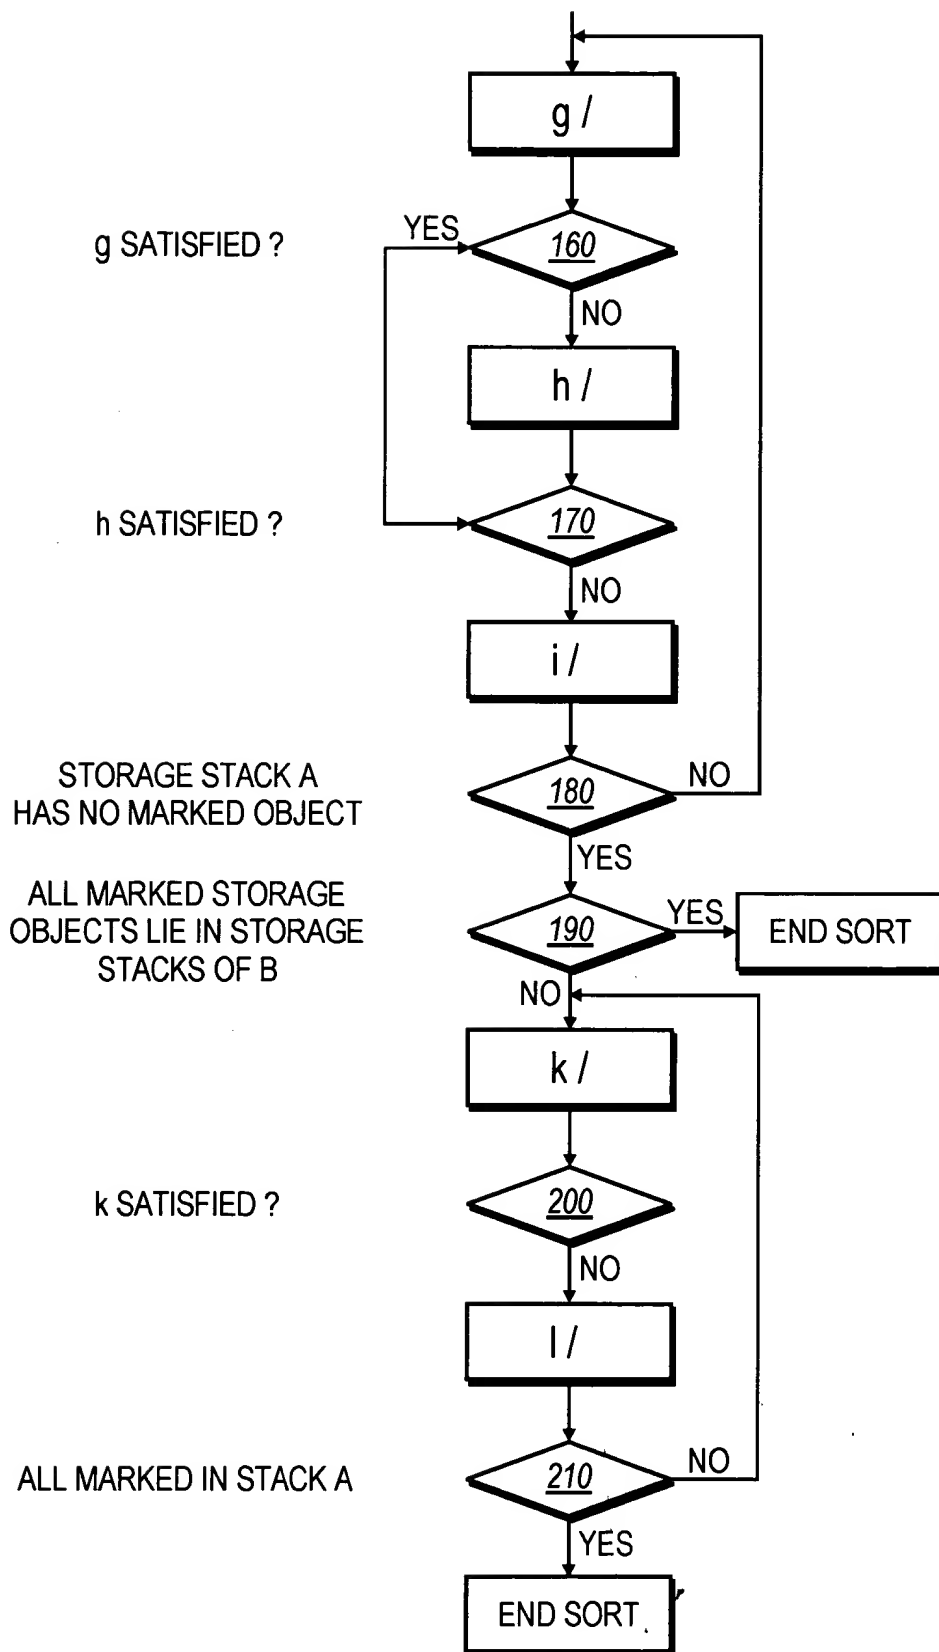 g /
g SATISFIED ?
YES
160
NO
h /
h SATISFIED ?
170
NO
i /
STORAGE STACK A
HAS NO MARKED OBJECT
180
NO
YES
ALL MARKED STORAGE
OBJECTS LIE IN STORAGE
STACKS OF B
190
YES
END SORT
NO
k /
k SATISFIED ?
200
NO
l /
ALL MARKED IN STACK A
210
NO
YES
END SORT